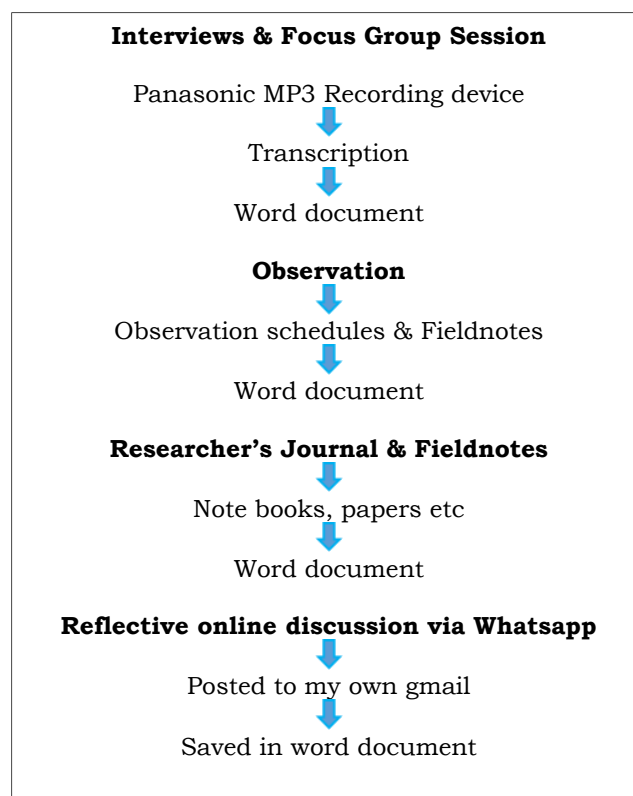 Interviews & Focus Group Session
Panasonic MP3 Recording device
Transcription
Word document
Observation
Observation schedules & Fieldnotes
Word document
Researcher’s Journal & Fieldnotes
Note books, papers etc
Word document
Reflective online discussion via Whatsapp
Posted to my own gmail
Saved in word document